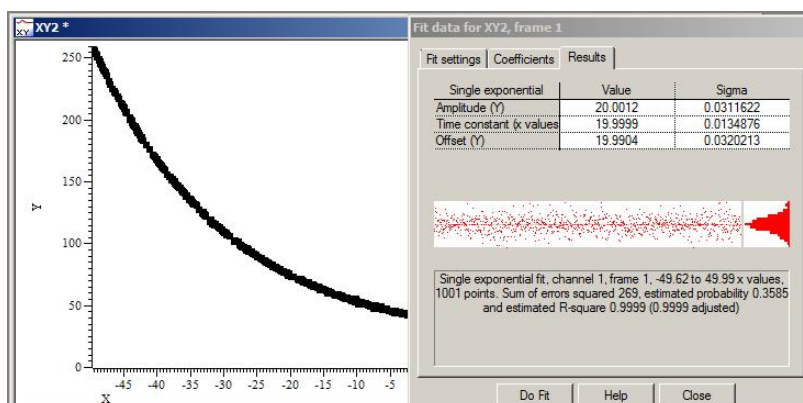 XY2 *
250
200
150
100
50
0
Y
-45 -40 -35 -30 -25 -20 -15 -10 -5
X
Fit data for XY2, frame 1
Fit settings Coefficients Results
Single exponential Value Sigma
Amplitude (Y) 20.0012 0.0311622
Time constant (x values 19.9999 0.0134876
Offset (Y) 19.9904 0.0320213
Single exponential fit, channel 1, frame 1, -49.62 to 49.99 x values,
1001 points. Sum of errors squared 269, estimated probability 0.3585
and estimated R-square 0.9999 (0.9999 adjusted)
Do Fit Help Close